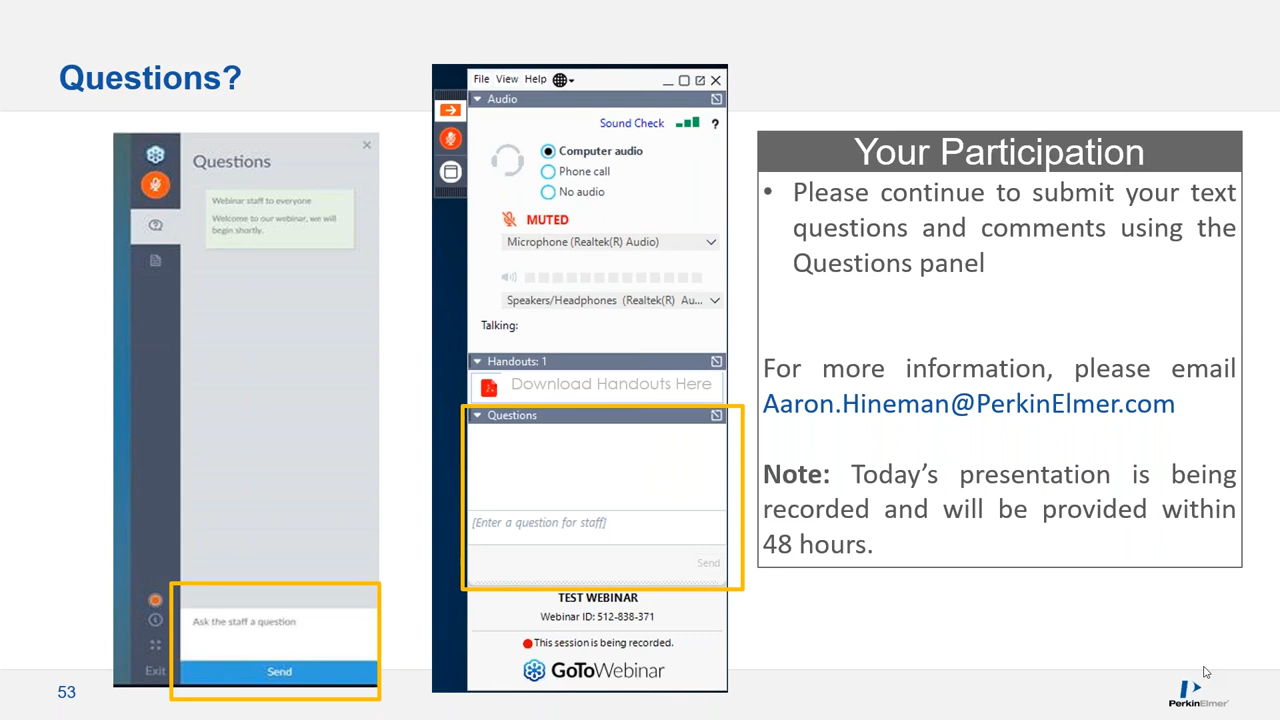 Questions?
Questions
Webinar staff to everyone
Welcome to our webinar, we will
begin shortly.
Ask the staff a question
Send
Exit
File View Help
Audio
Sound Check ?
Computer audio
Phone call
No audio
MUTED
Microphone (Realtek(R) Audio)
Speakers/Headphones (Realtek(R) Au...
Talking:
Handouts: 1
Download Handouts Here
Questions
[Enter a question for staff]
Send
TEST WEBINAR
Webinar ID: 512-838-371
This session is being recorded.
GoToWebinar
Your Participation
• Please continue to submit your text
questions and comments using the
Questions panel
For more information, please email
Aaron.Hineman@PerkinElmer.com
Note: Today’s presentation is being
recorded and will be provided within
48 hours.
53
PerkinElmer